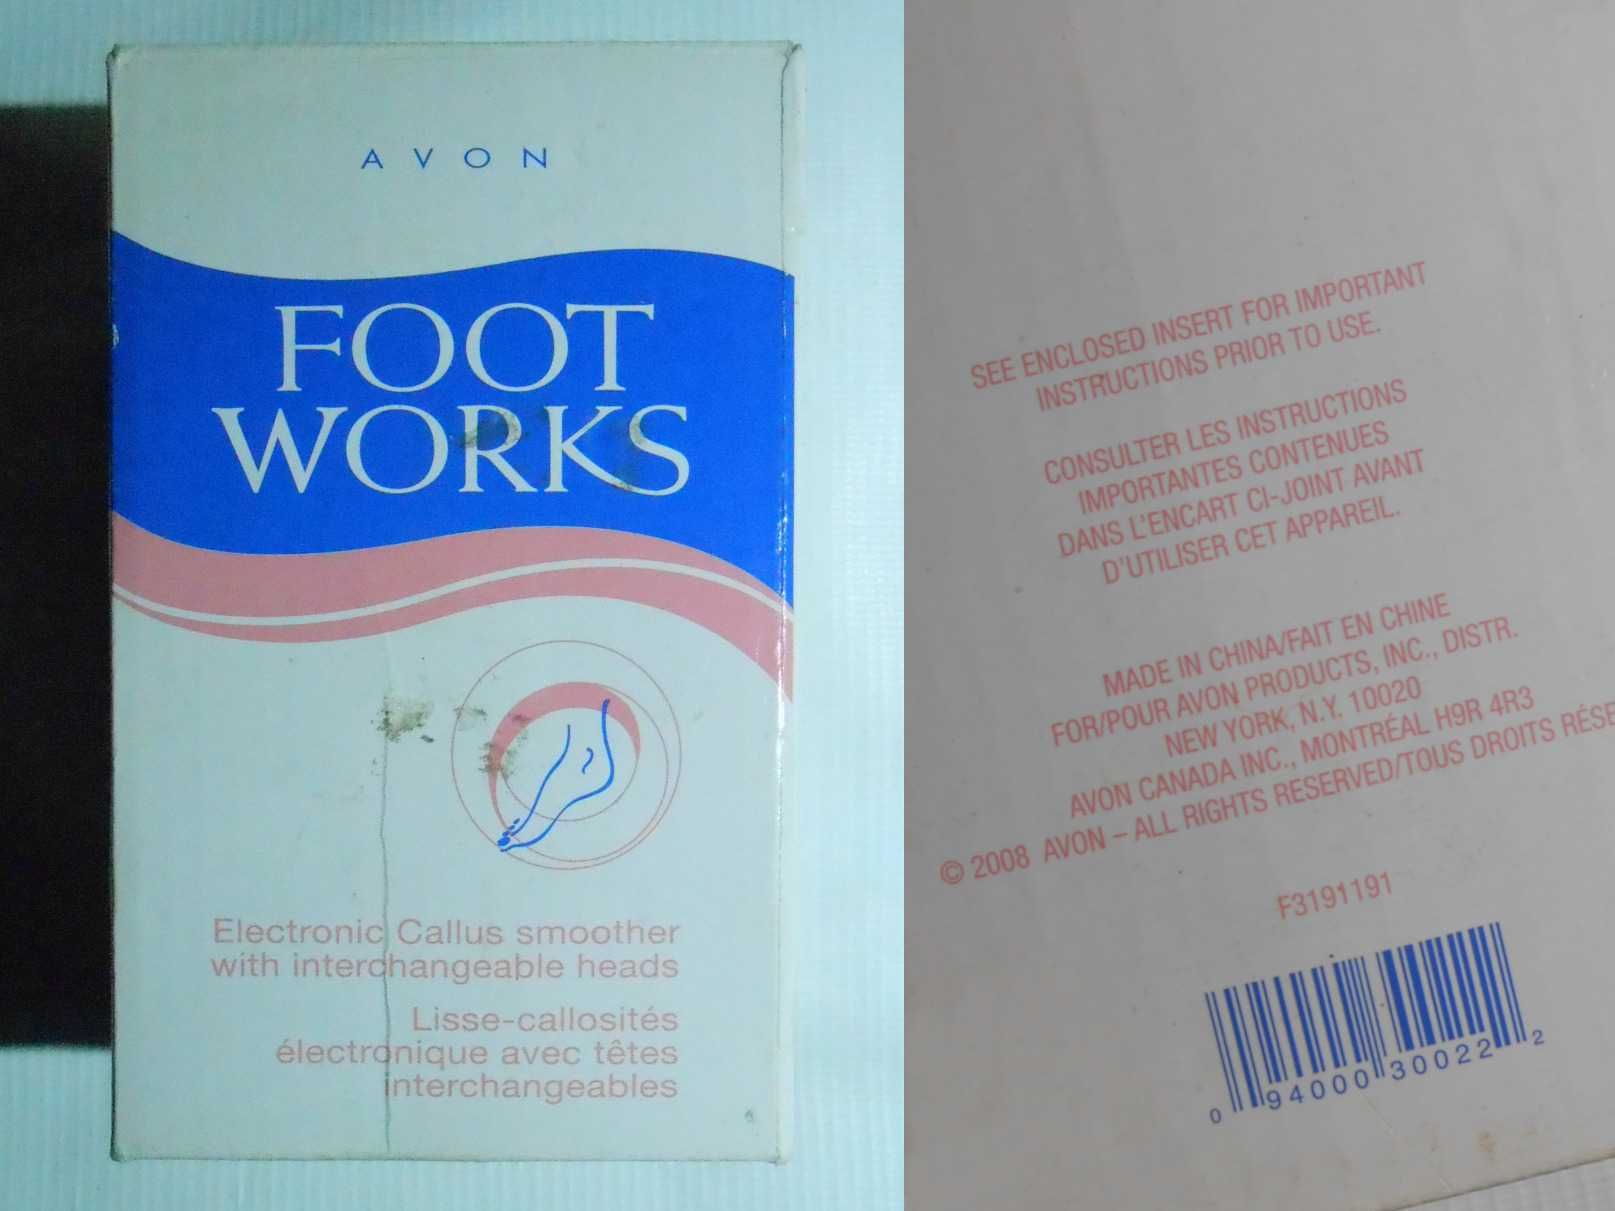 AVON
FOOT
WORKS
Electronic Callus smoother
with interchangeable heads
Lisse-callosités
électronique avec têtes
interchangeables
SEE ENCLOSED INSERT FOR IMPORTANT
INSTRUCTIONS PRIOR TO USE.
CONSULTER LES INSTRUCTIONS
IMPORTANTES CONTENUES
DANS L'ENCART CI-JOINT AVANT
D'UTILISER CET APPAREIL.
MADE IN CHINA/FAIT EN CHINE
FOR/POUR AVON PRODUCTS, INC., DISTR.
NEW YORK, N.Y. 10020
AVON CANADA INC., MONTRÉAL H9R 4R3
© 2008 AVON – ALL RIGHTS RESERVED/TOUS DROITS RÉSE
F3191191
0 94000 30022 2